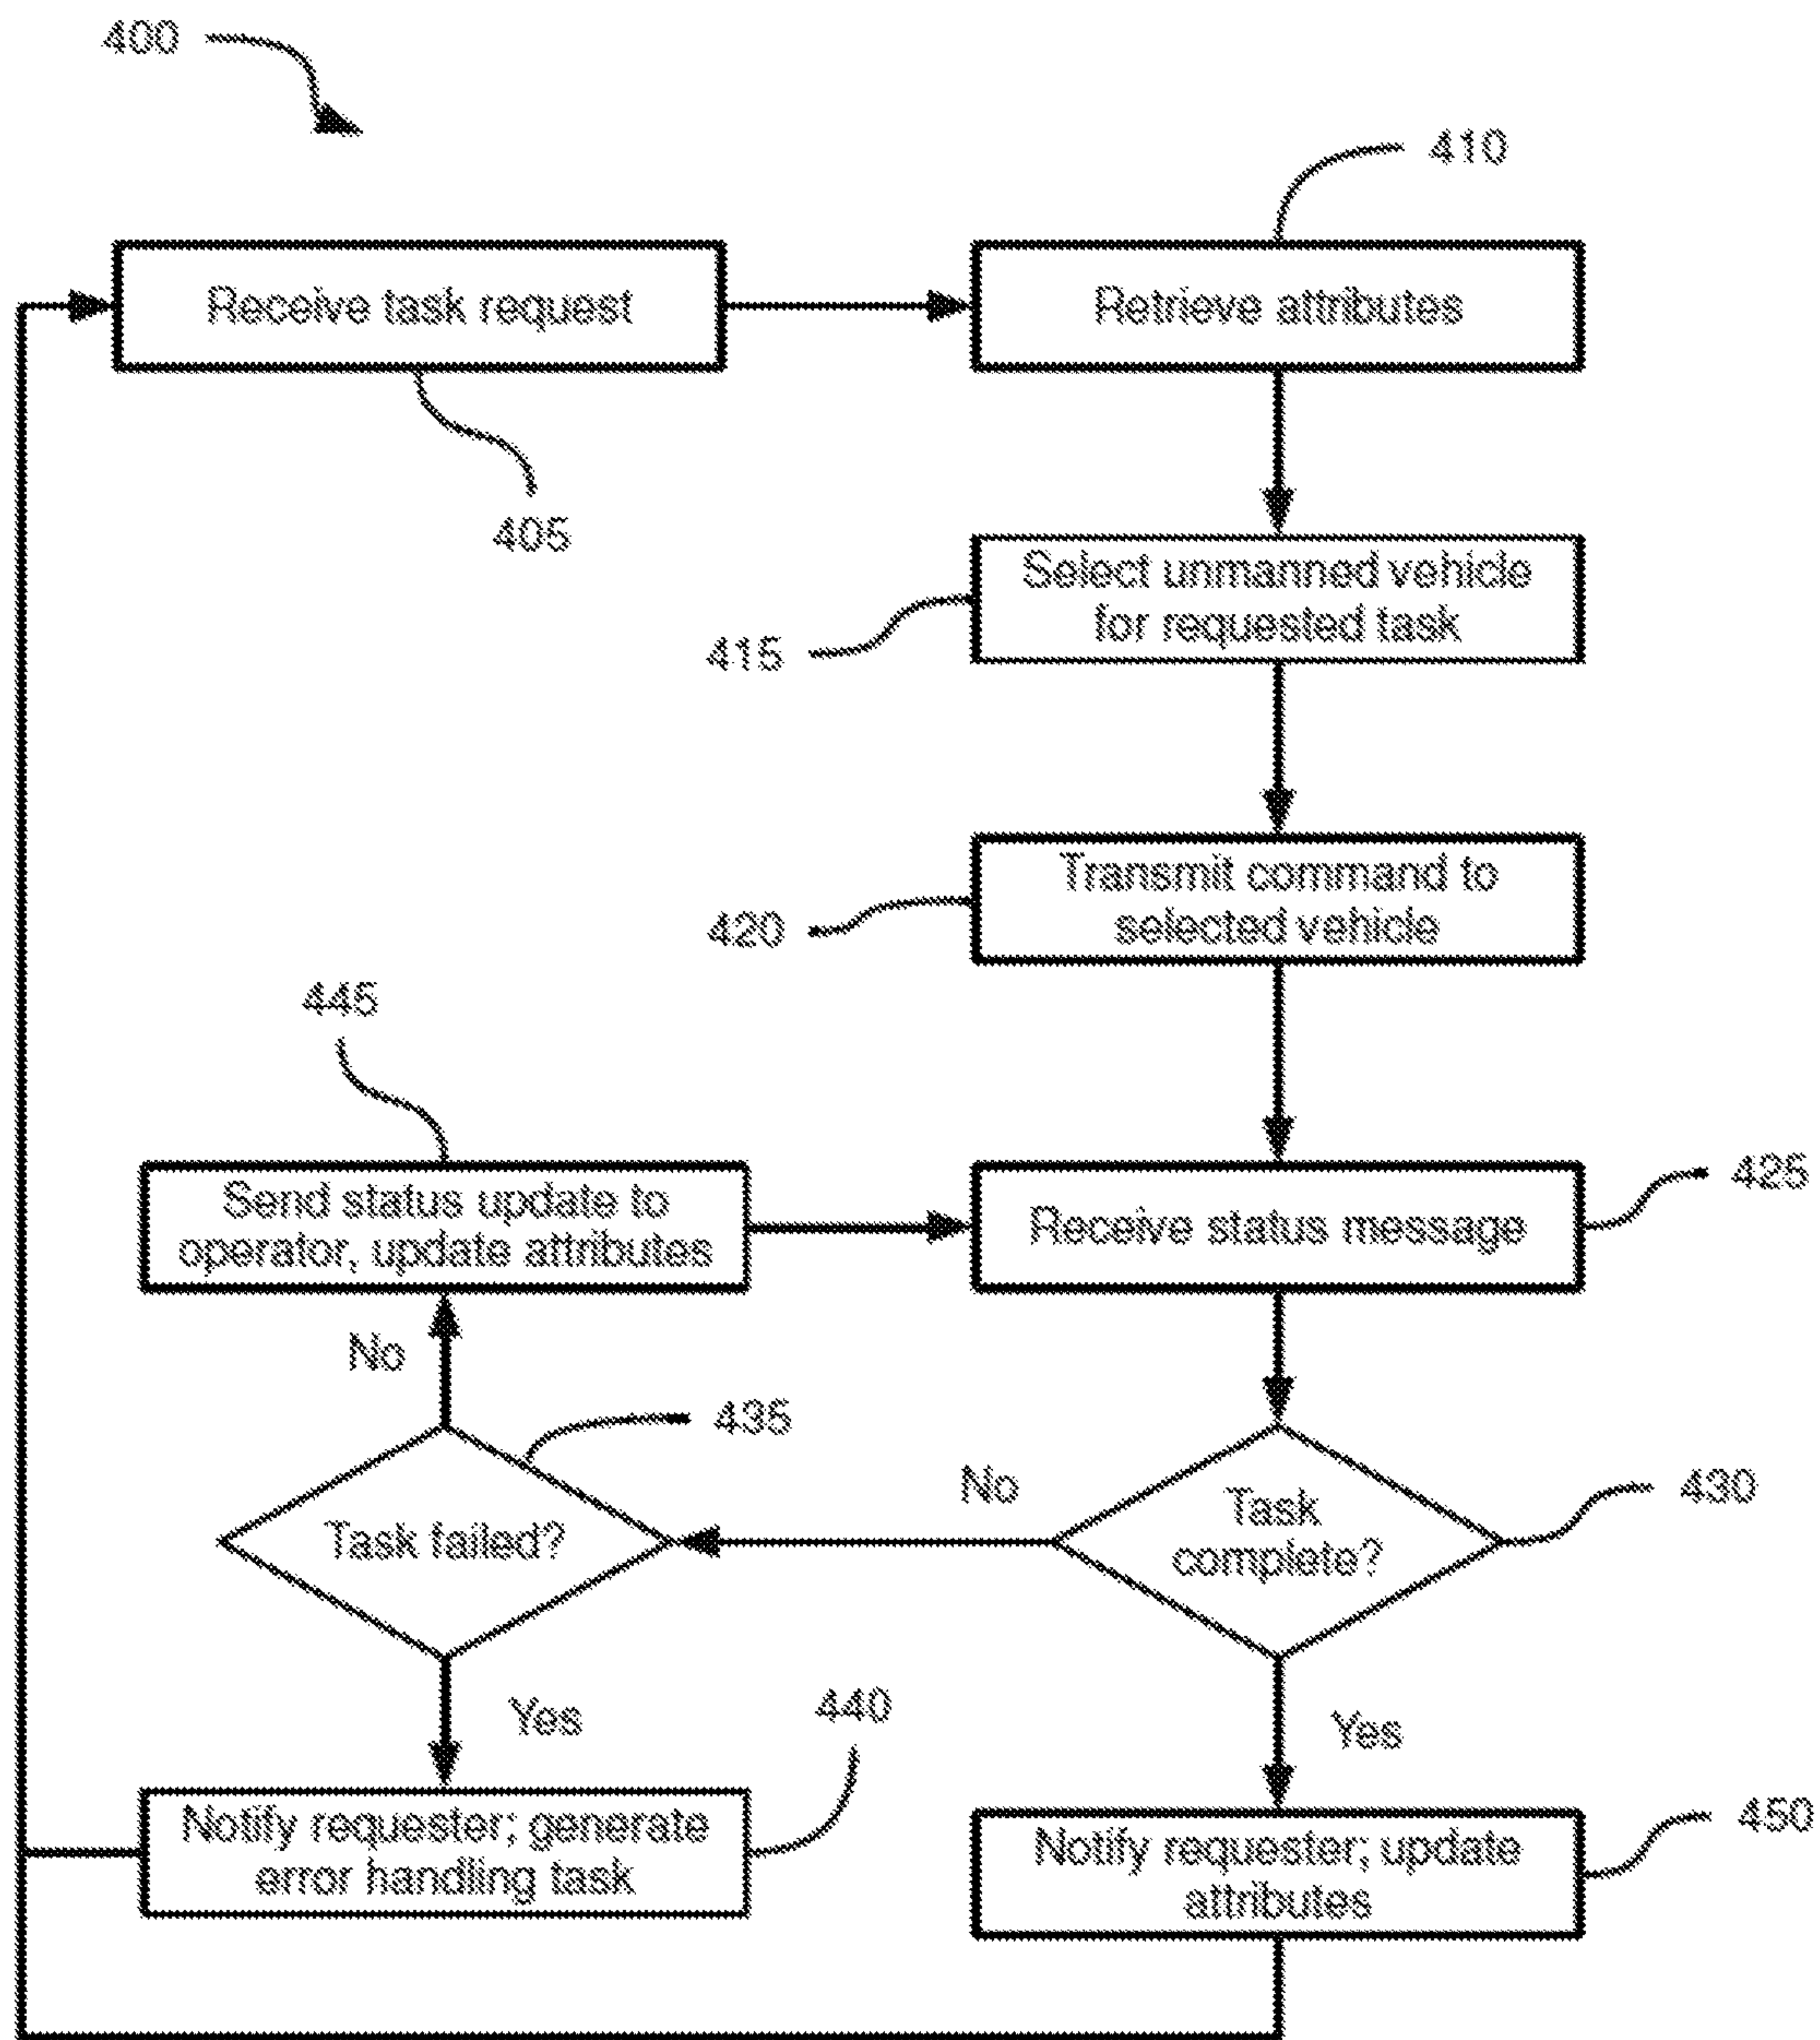 400
410
Receive task request
Retrieve attributes
405
Select unmanned vehicle
for requested task
415
Transmit command to
selected vehicle
420
445
Send status update to
operator, update attributes
Receive status message
425
No
435
Task failed?
No
Task
complete?
430
Yes
440
Yes
Notify requester; generate
error handling task
Notify requester; update
attributes
450